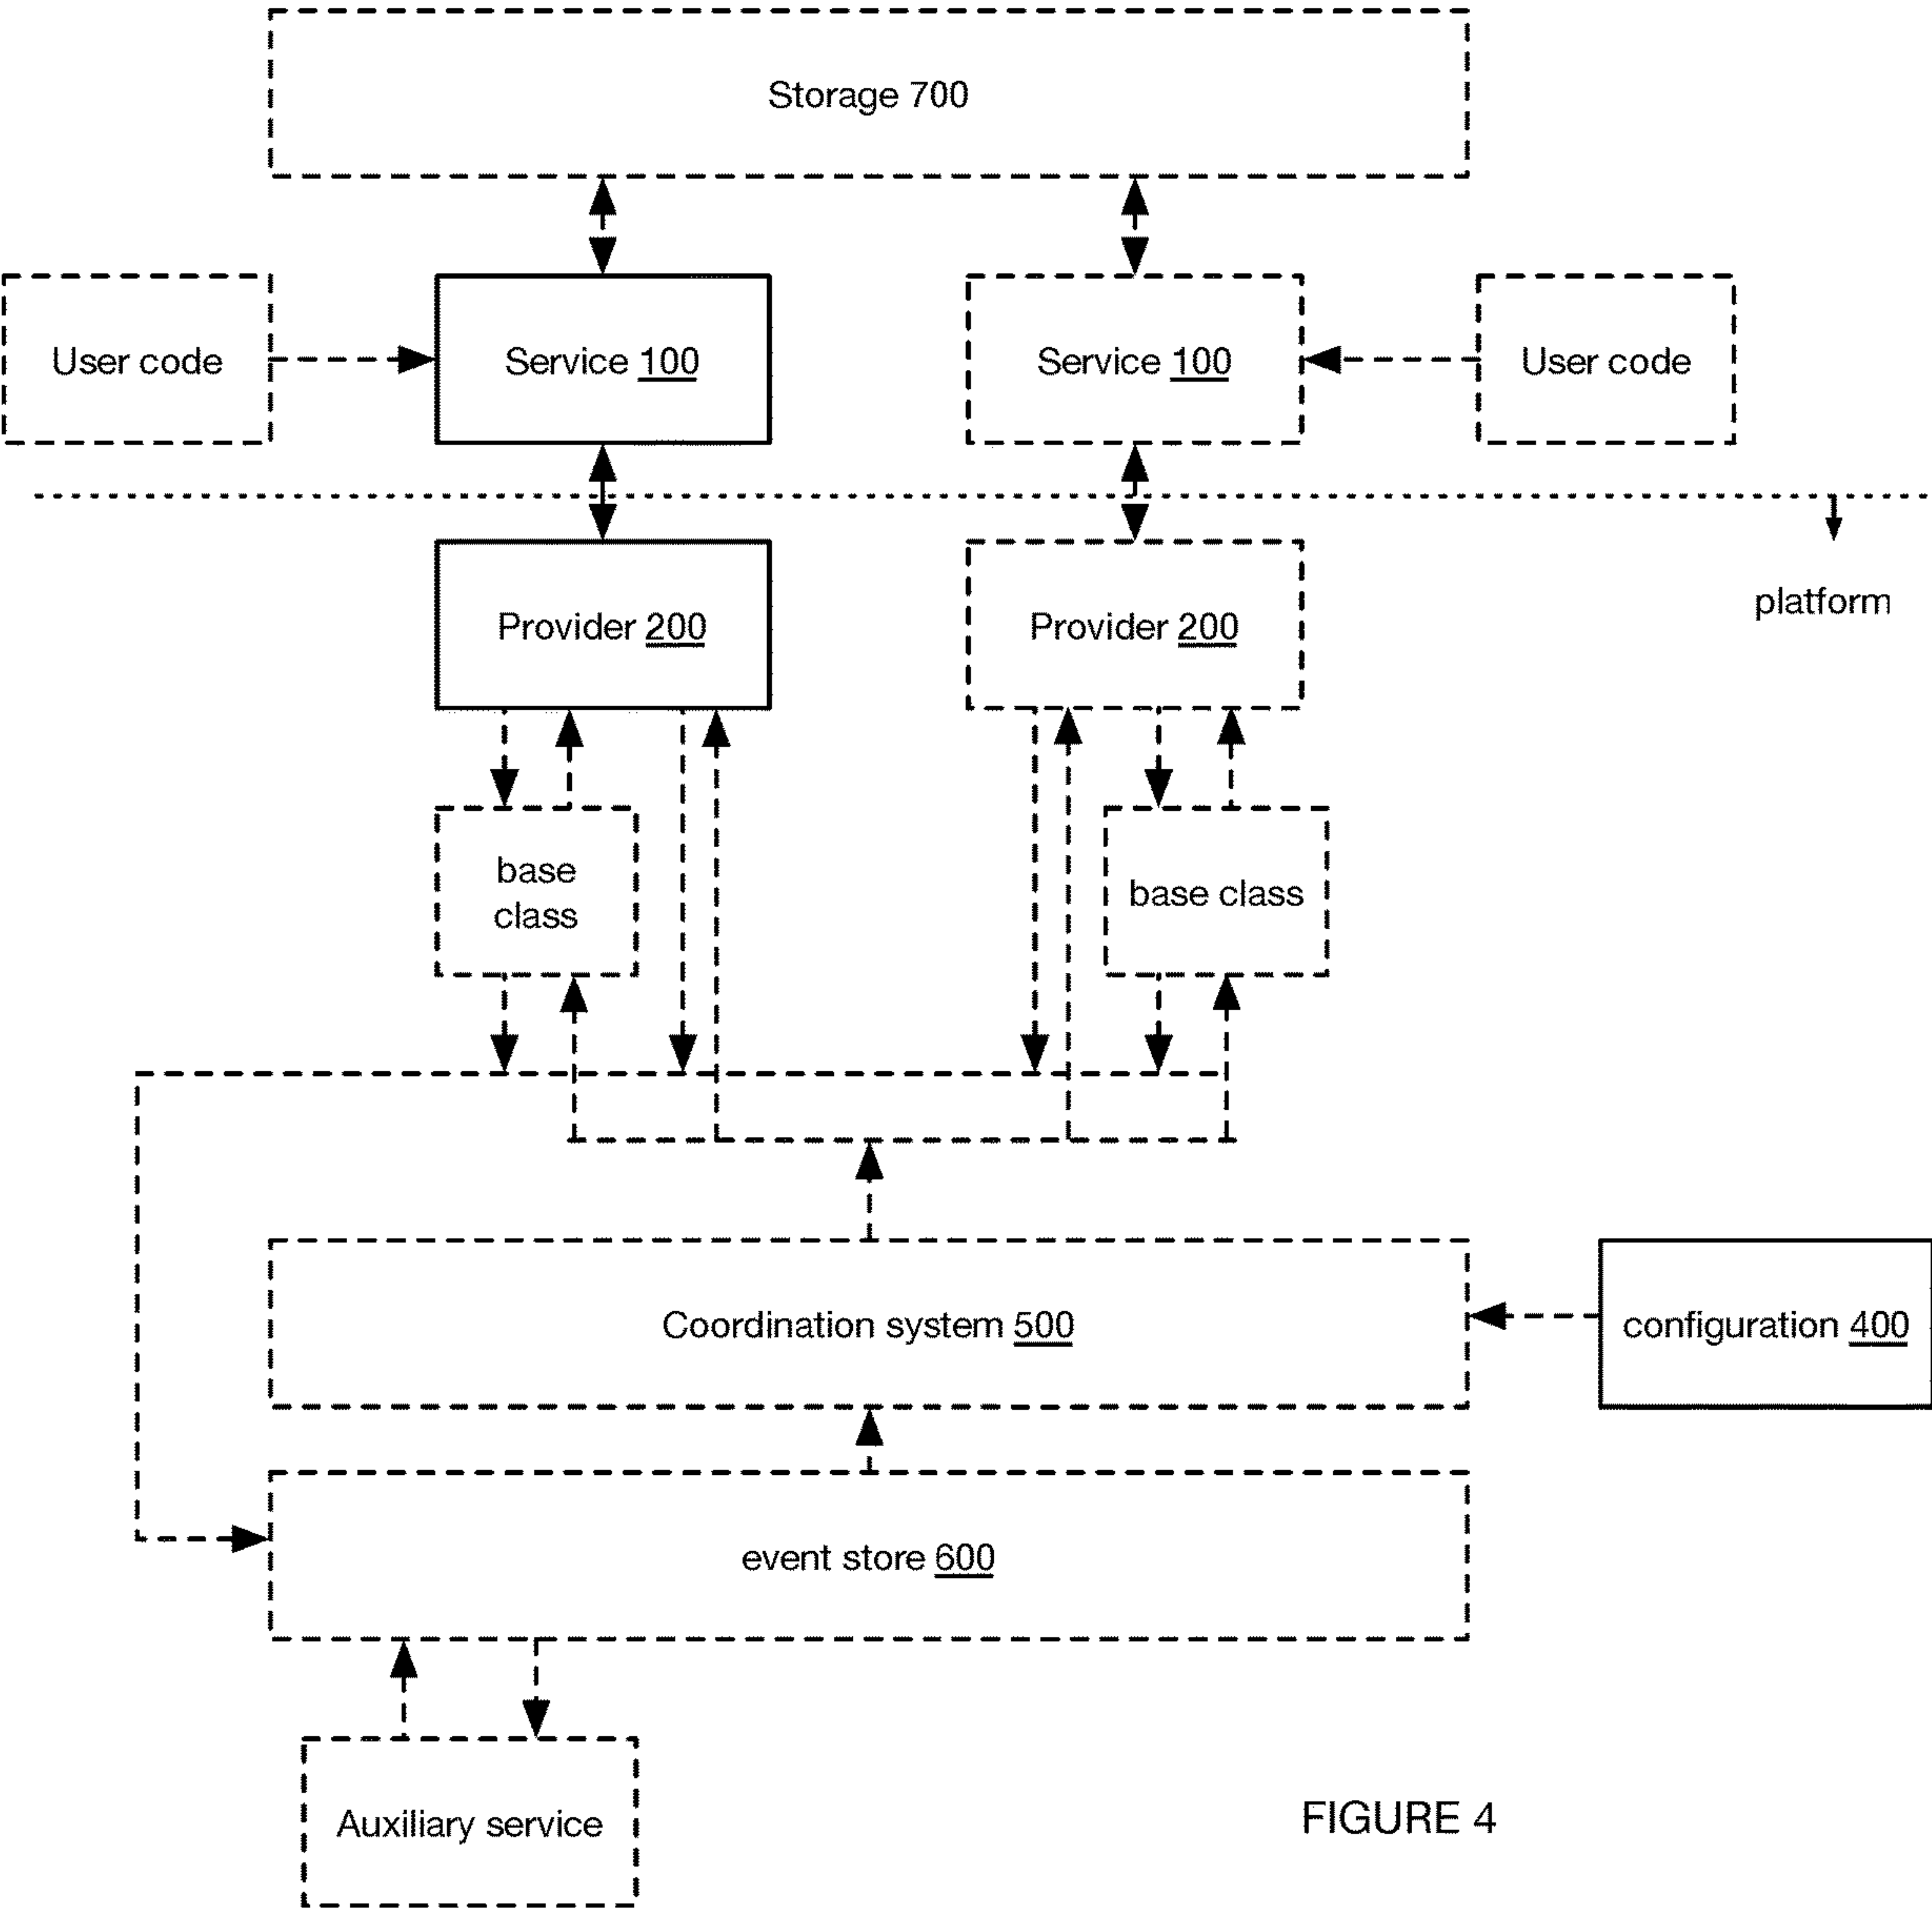 Storage 700
User code
Service 100
Service 100
User code
platform
Provider 200
Provider 200
base
class
base class
Coordination system 500
configuration 400
event store 600
Auxiliary service
FIGURE 4